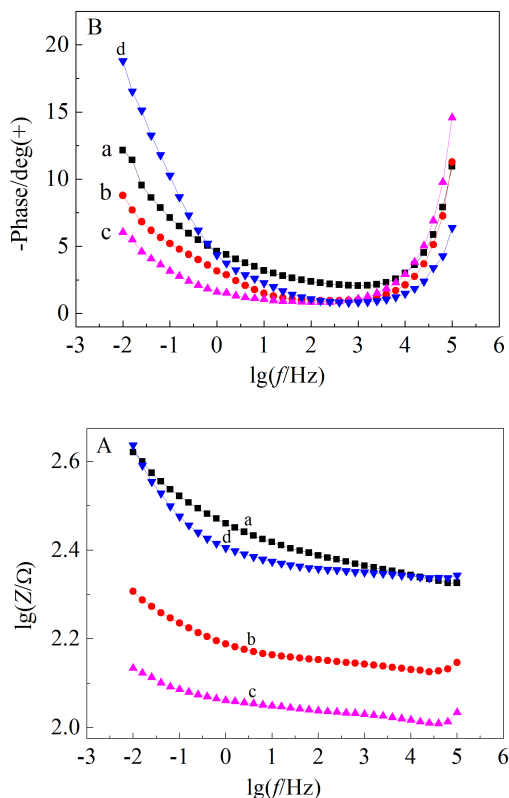 B
-Phase/deg(+)
20
15
10
5
0
d
a
b
c
-3 -2 -1 0 1 2 3 4 5 6
lg(f/Hz)
A
lg(Z/Ω)
2.6
2.4
2.2
2.0
a
d
b
c
-3 -2 -1 0 1 2 3 4 5 6
lg(f/Hz)